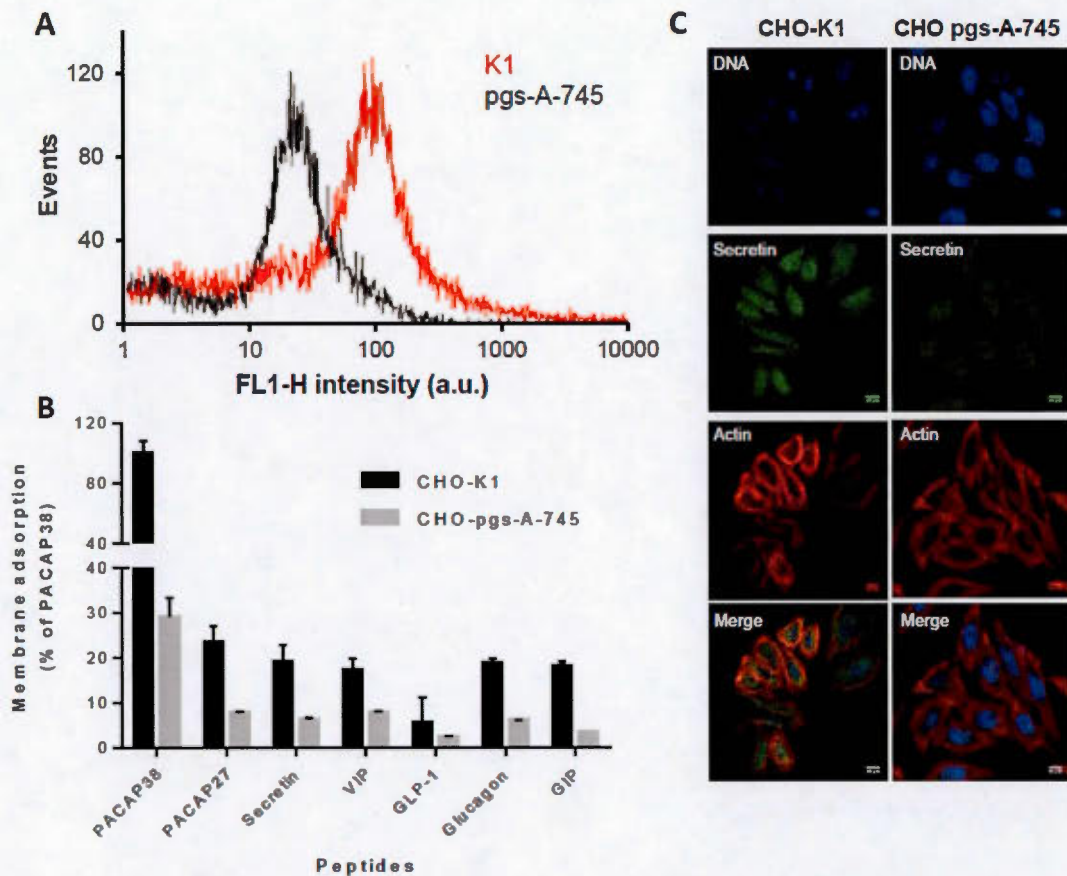 A
K1
pgs-A-745
120
80
40
0
1
10
100
1000
10000
Events
FL1-H intensity (a.u.)
B
120
80
40
40
30
20
10
0
Membrane adsorption
(% of PACAP38)
CHO-K1
CHO-pgs-A-745
PACAP38
PACAP27
Secretin
VIP
GLP-1
Glucagon
GIP
Peptides
C
CHO-K1
CHO pgs-A-745
DNA
DNA
Secretin
Secretin
Actin
Actin
Merge
Merge